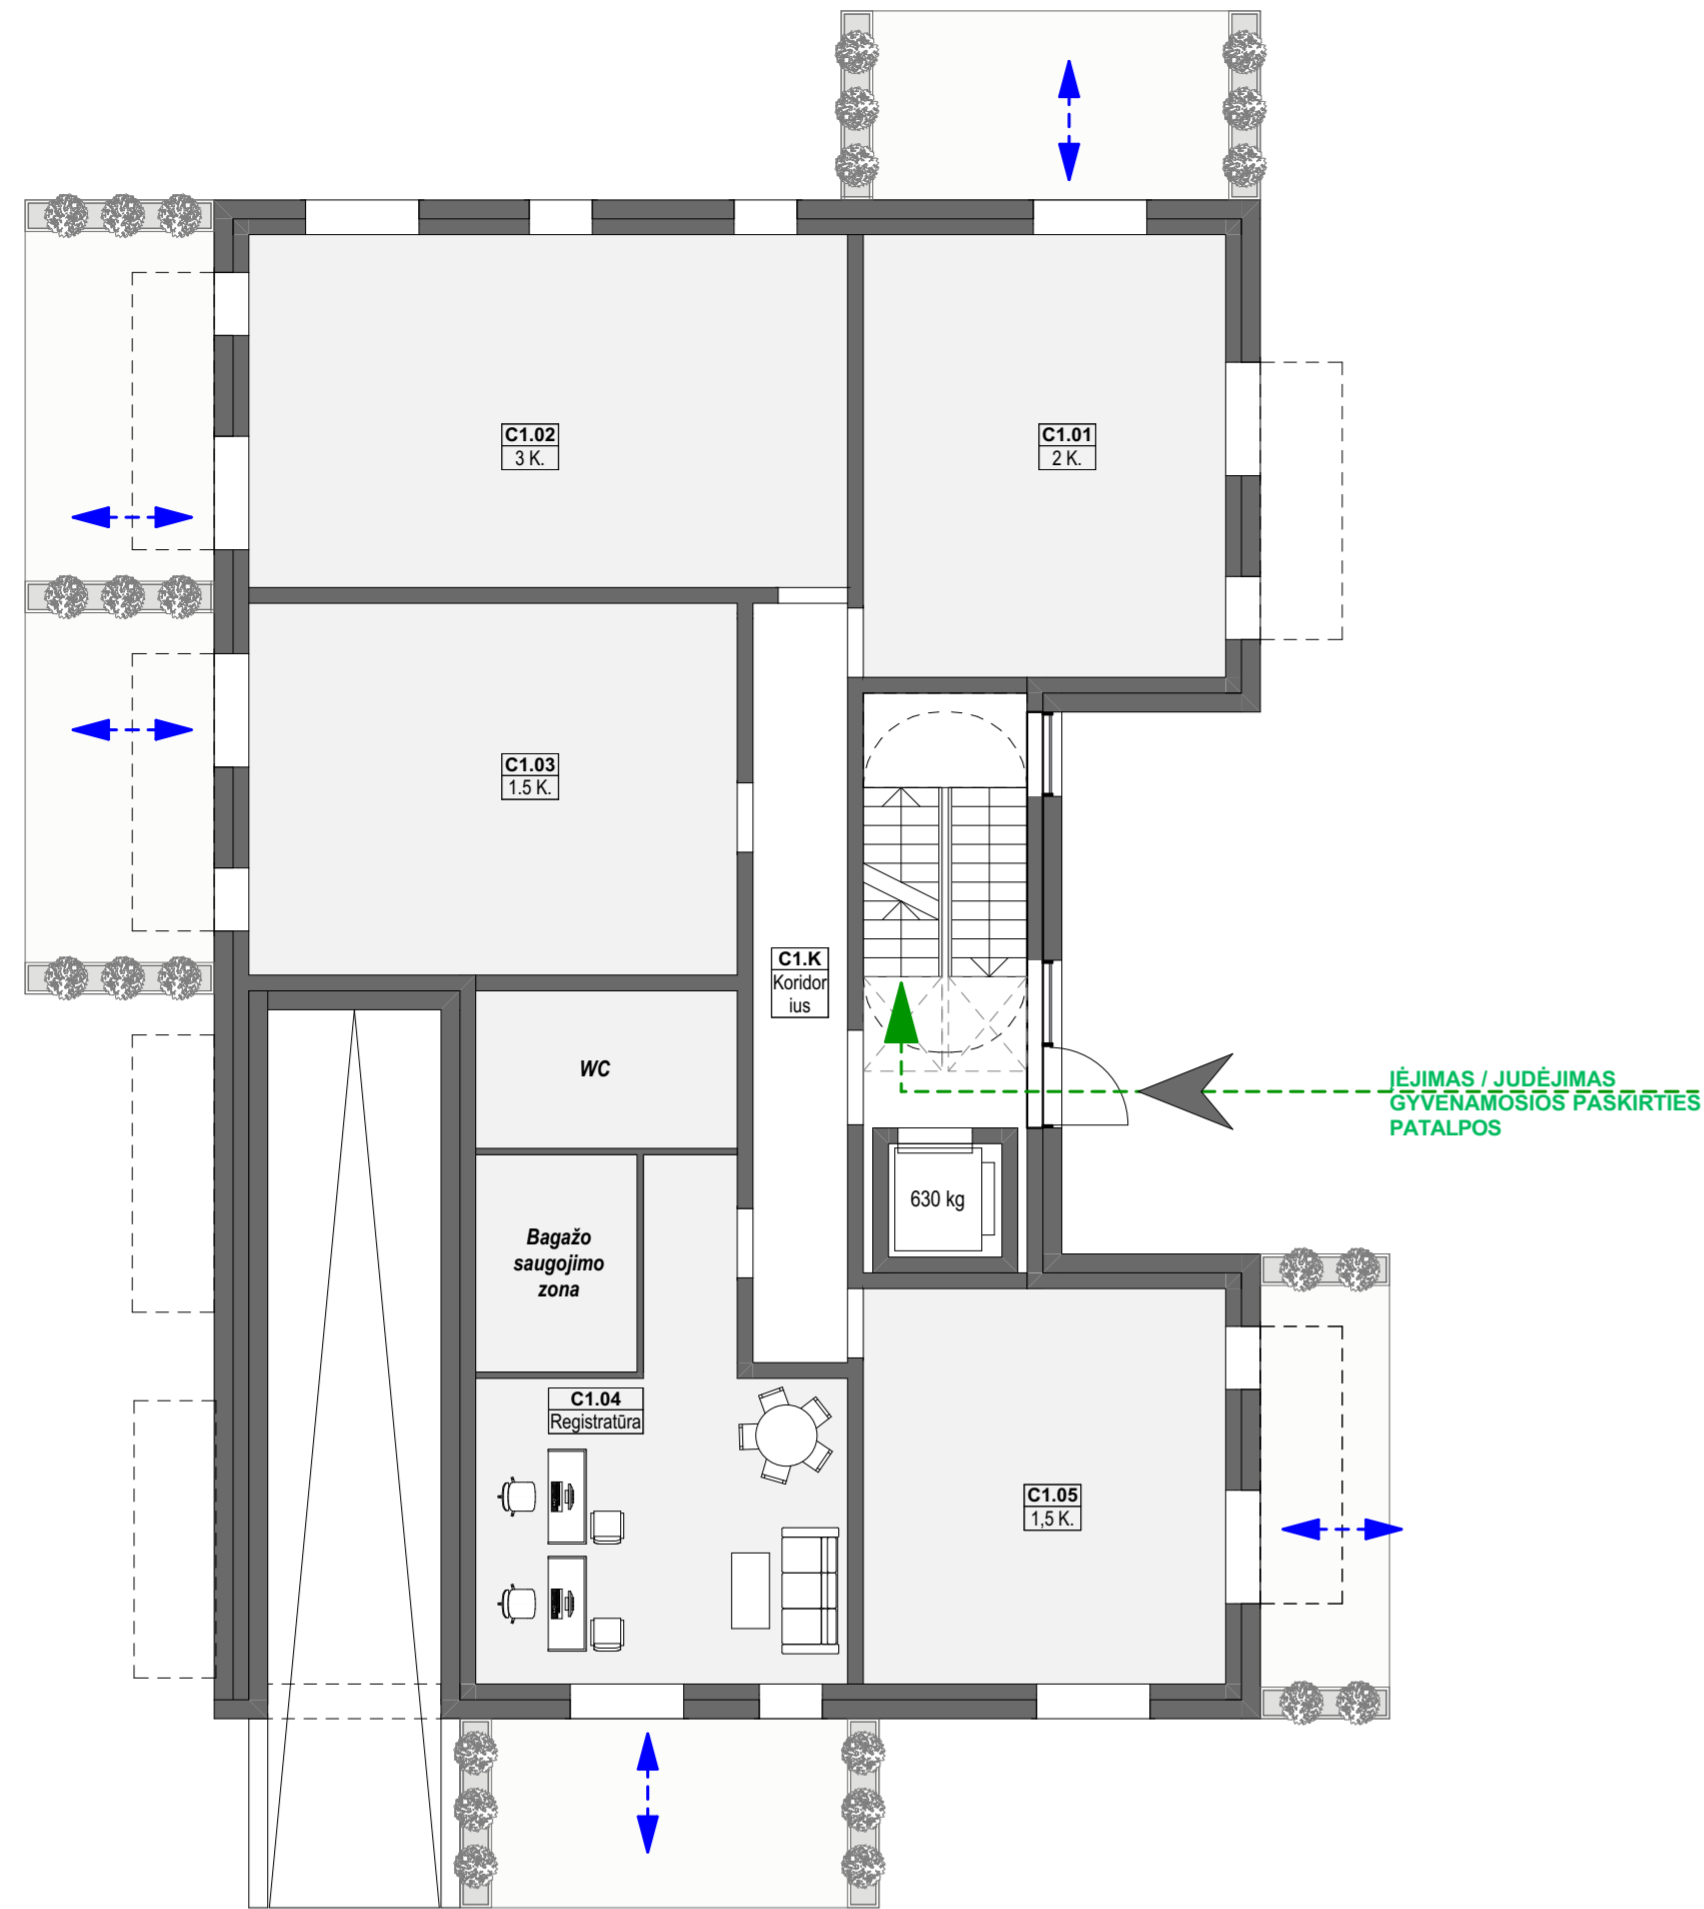 C1.02
3 K.
C1.01
2 K.
C1.03
1.5 K.
C1.K
Koridor
ius
WC
ĮĖJIMAS / JUDĖJIMAS
GYVENAMOSIOS PASKIRTIES
PATALPOS
630 kg
Bagažo
saugojimo
zona
C1.04
Registratūra
C1.05
1,5 K.